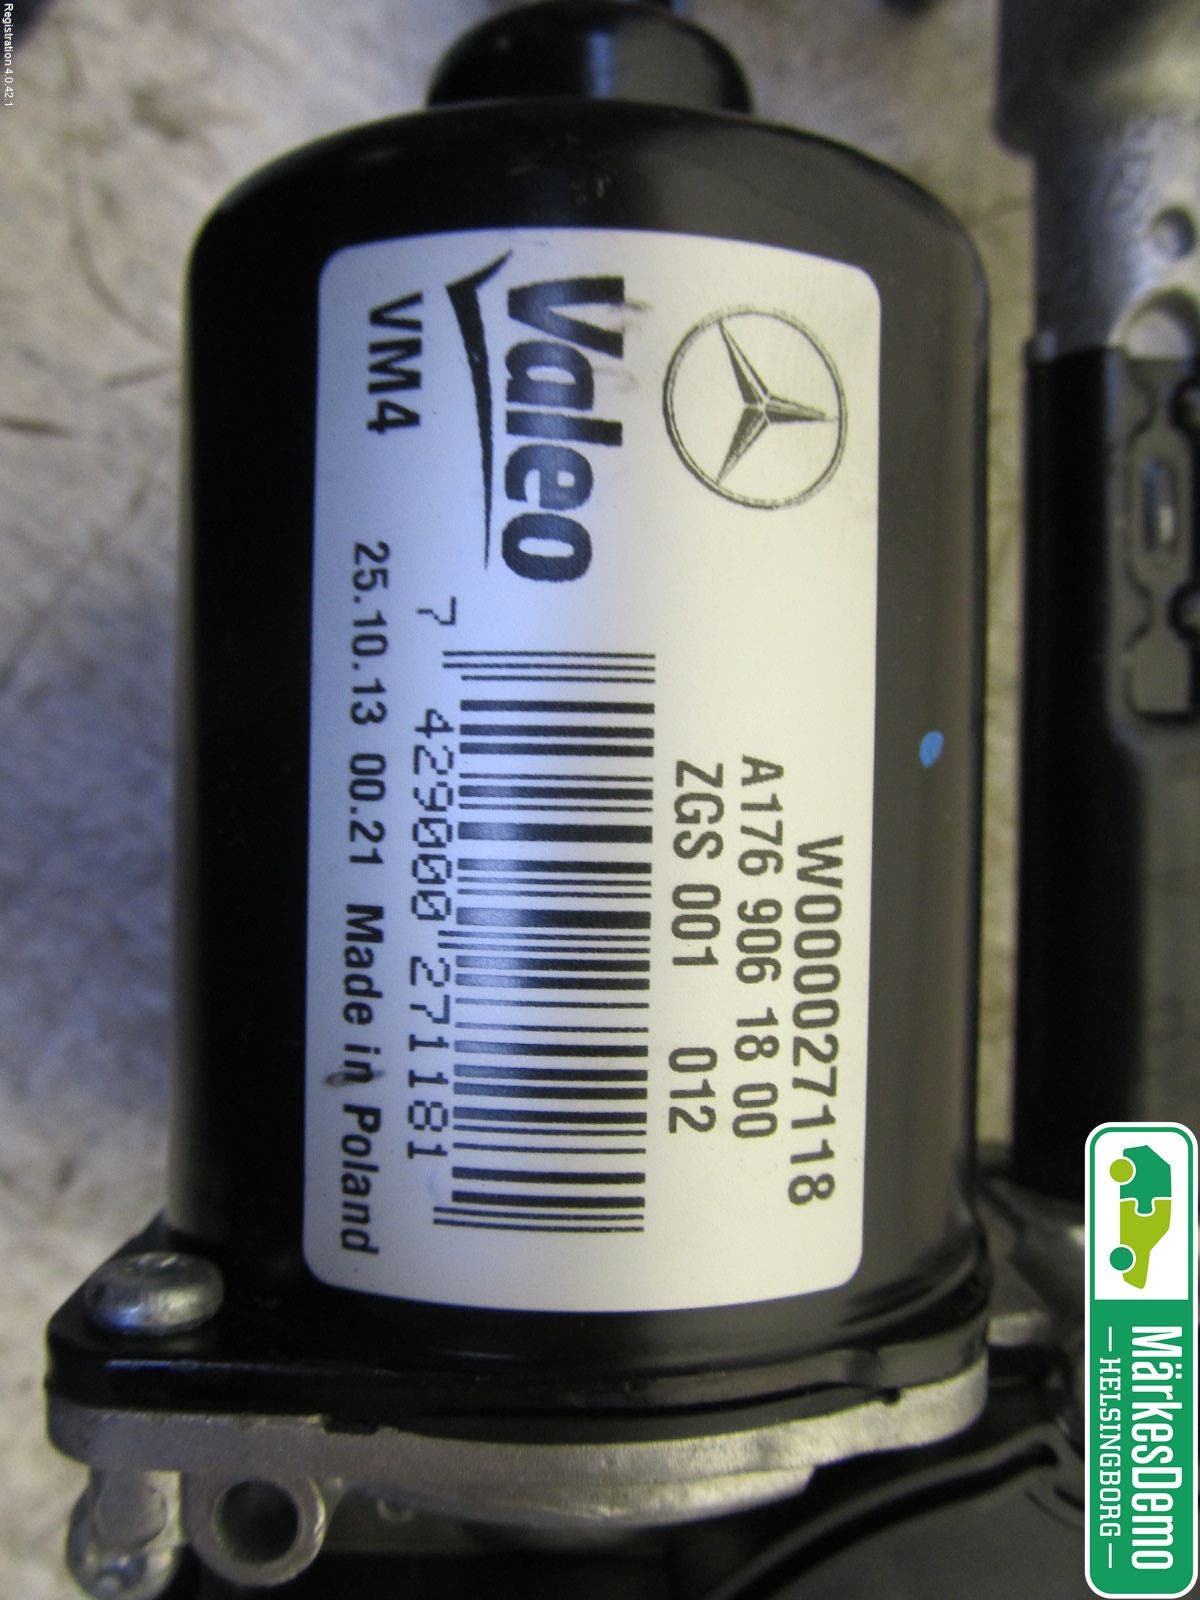 Registration 4.0.42.1
W000027118
A176 906 18 00
ZGS 001 012
Valeo
7 429000 271181
VM4 25.10.13 00.21 Made in Poland
MärkesDemo
HELSINGBORG